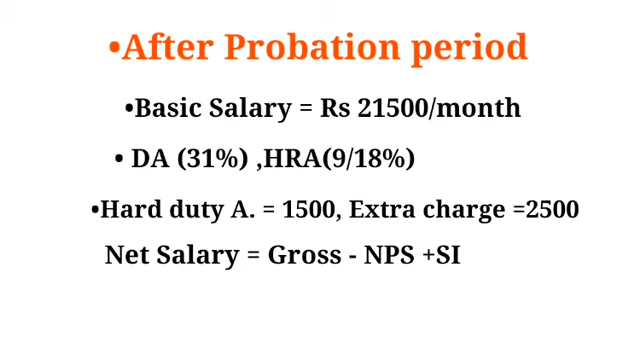 •After Probation period
•Basic Salary = Rs 21500/month
• DA (31%) ,HRA(9/18%)
•Hard duty A. = 1500, Extra charge =2500
Net Salary = Gross - NPS +SI